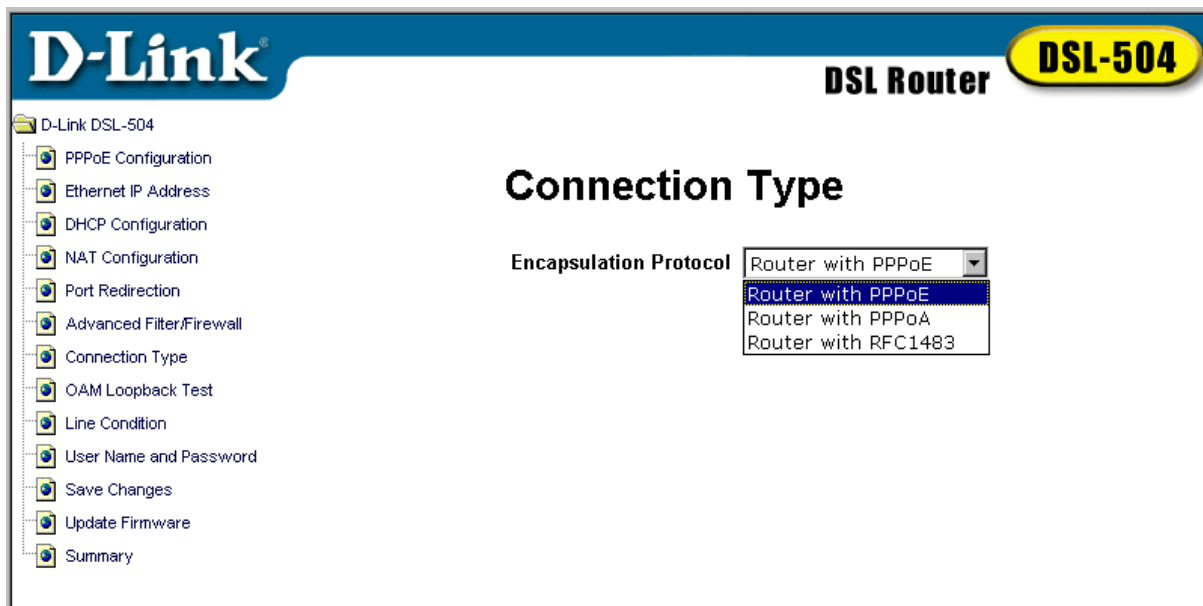 D-Link®
DSL Router
DSL-504
D-Link DSL-504
PPPoE Configuration
Ethernet IP Address
DHCP Configuration
NAT Configuration
Port Redirection
Advanced Filter/Firewall
Connection Type
OAM Loopback Test
Line Condition
User Name and Password
Save Changes
Update Firmware
Summary
Connection Type
Encapsulation Protocol Router with PPPoE
Router with PPPoE
Router with PPPoA
Router with RFC1483